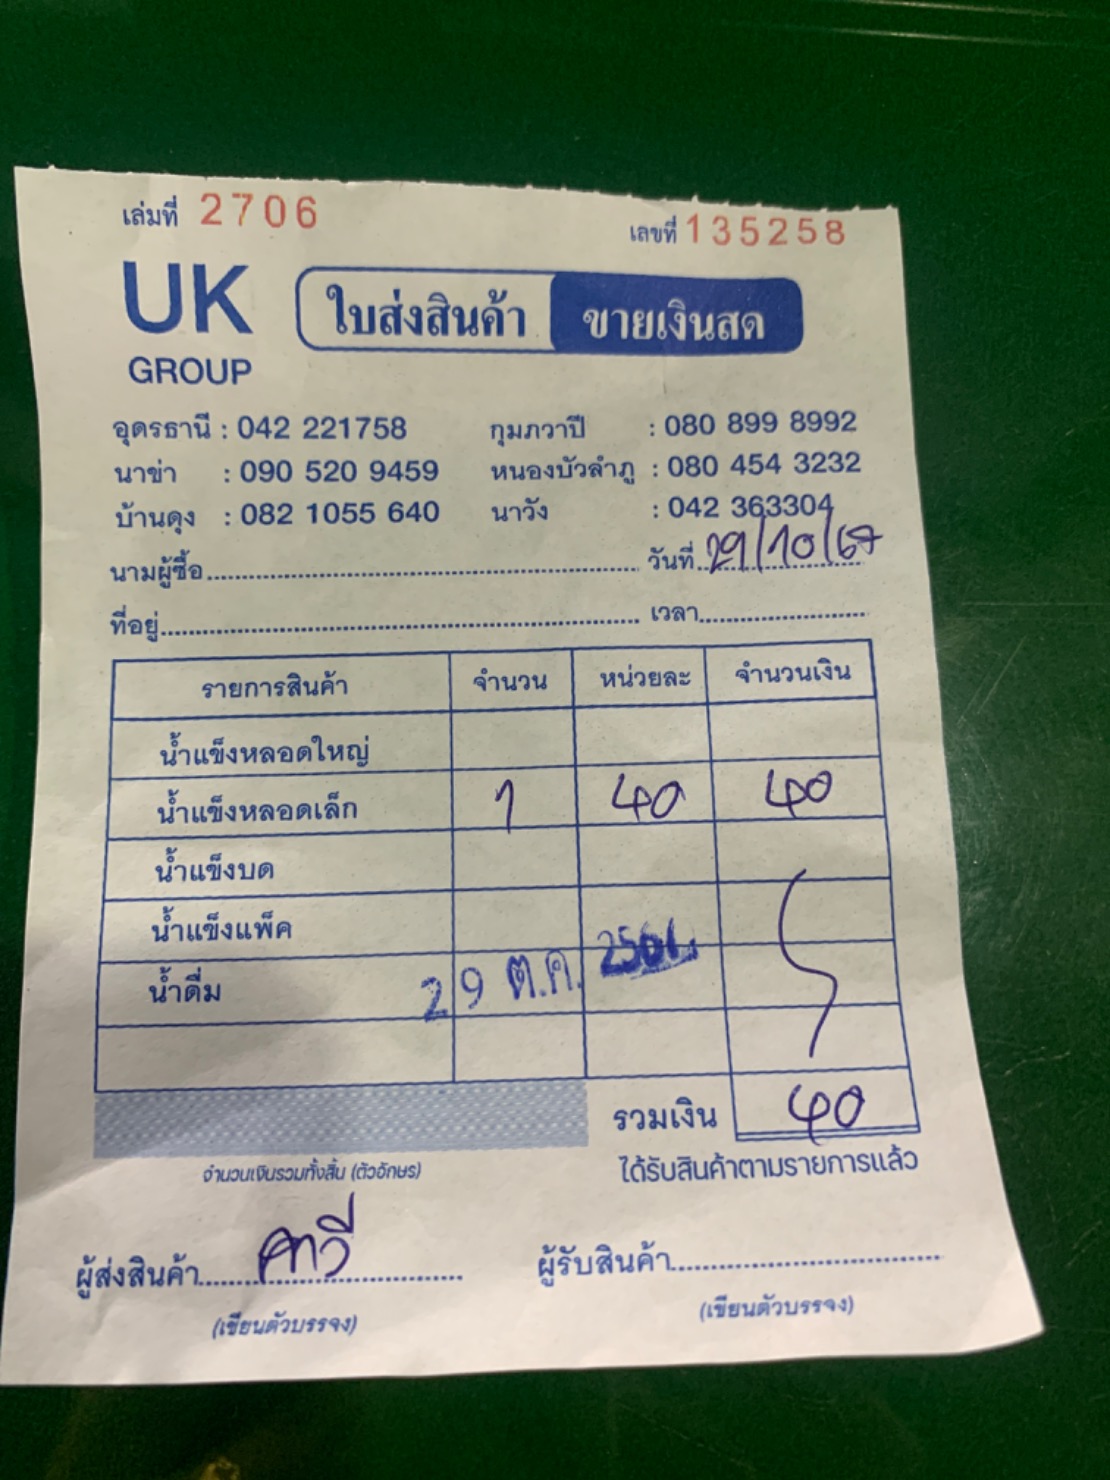 เล่มที่ 2706 เลขที่ 135258
UK GROUP
ใบส่งสินค้า ขายเงินสด
อุดรธานี : 042 221758 กุมภวาปี : 080 899 8992
นาข่า : 090 520 9459 หนองบัวลำภู : 080 454 3232
บ้านดุง : 082 1055 640 นาวัง : 042 363304
นามผู้ซื้อ วันที่ 29/10/67
ที่อยู่ เวลา
รายการสินค้า จำนวน หน่วยละ จำนวนเงิน
น้ำแข็งหลอดใหญ่
น้ำแข็งหลอดเล็ก 1 40 40
น้ำแข็งบด
น้ำแข็งแพ็ค
น้ำดื่ม
29 ต.ค.
รวมเงิน 40
จำนวนเงินรวมทั้งสิ้น (ตัวอักษร) ได้รับสินค้าตามรายการแล้ว
ผู้ส่งสินค้า ผู้รับสินค้า
(เขียนตัวบรรจง) (เขียนตัวบรรจง)